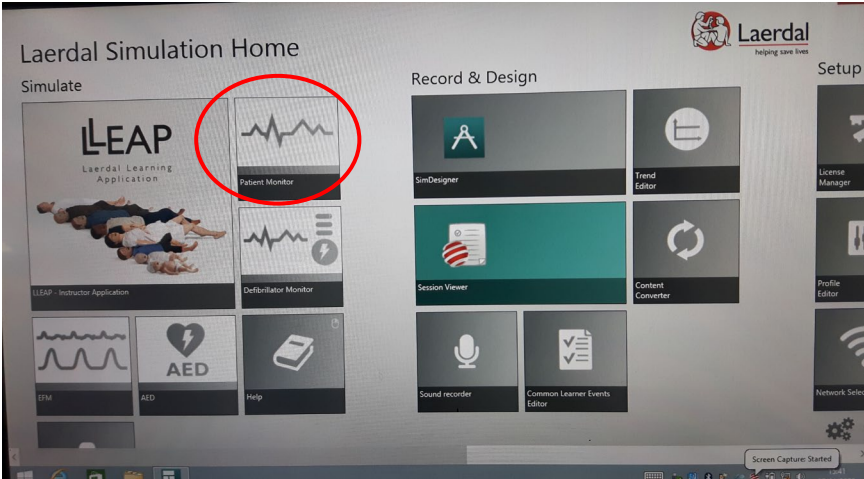 Laerdal Simulation Home
Laerdal
helping save lives
Simulate
LLEAP
Laerdal Learning
Application
LLEAP - Instructor Application
Patient Monitor
Defibrillator Monitor
EFM
AED
AED
Help
Record & Design
SimDesigner
Trend
Editor
Session Viewer
Content
Converter
Sound recorder
Common Learner Events
Editor
Setup
License
Manager
Profile
Editor
Network Selec
Screen Capture: Started